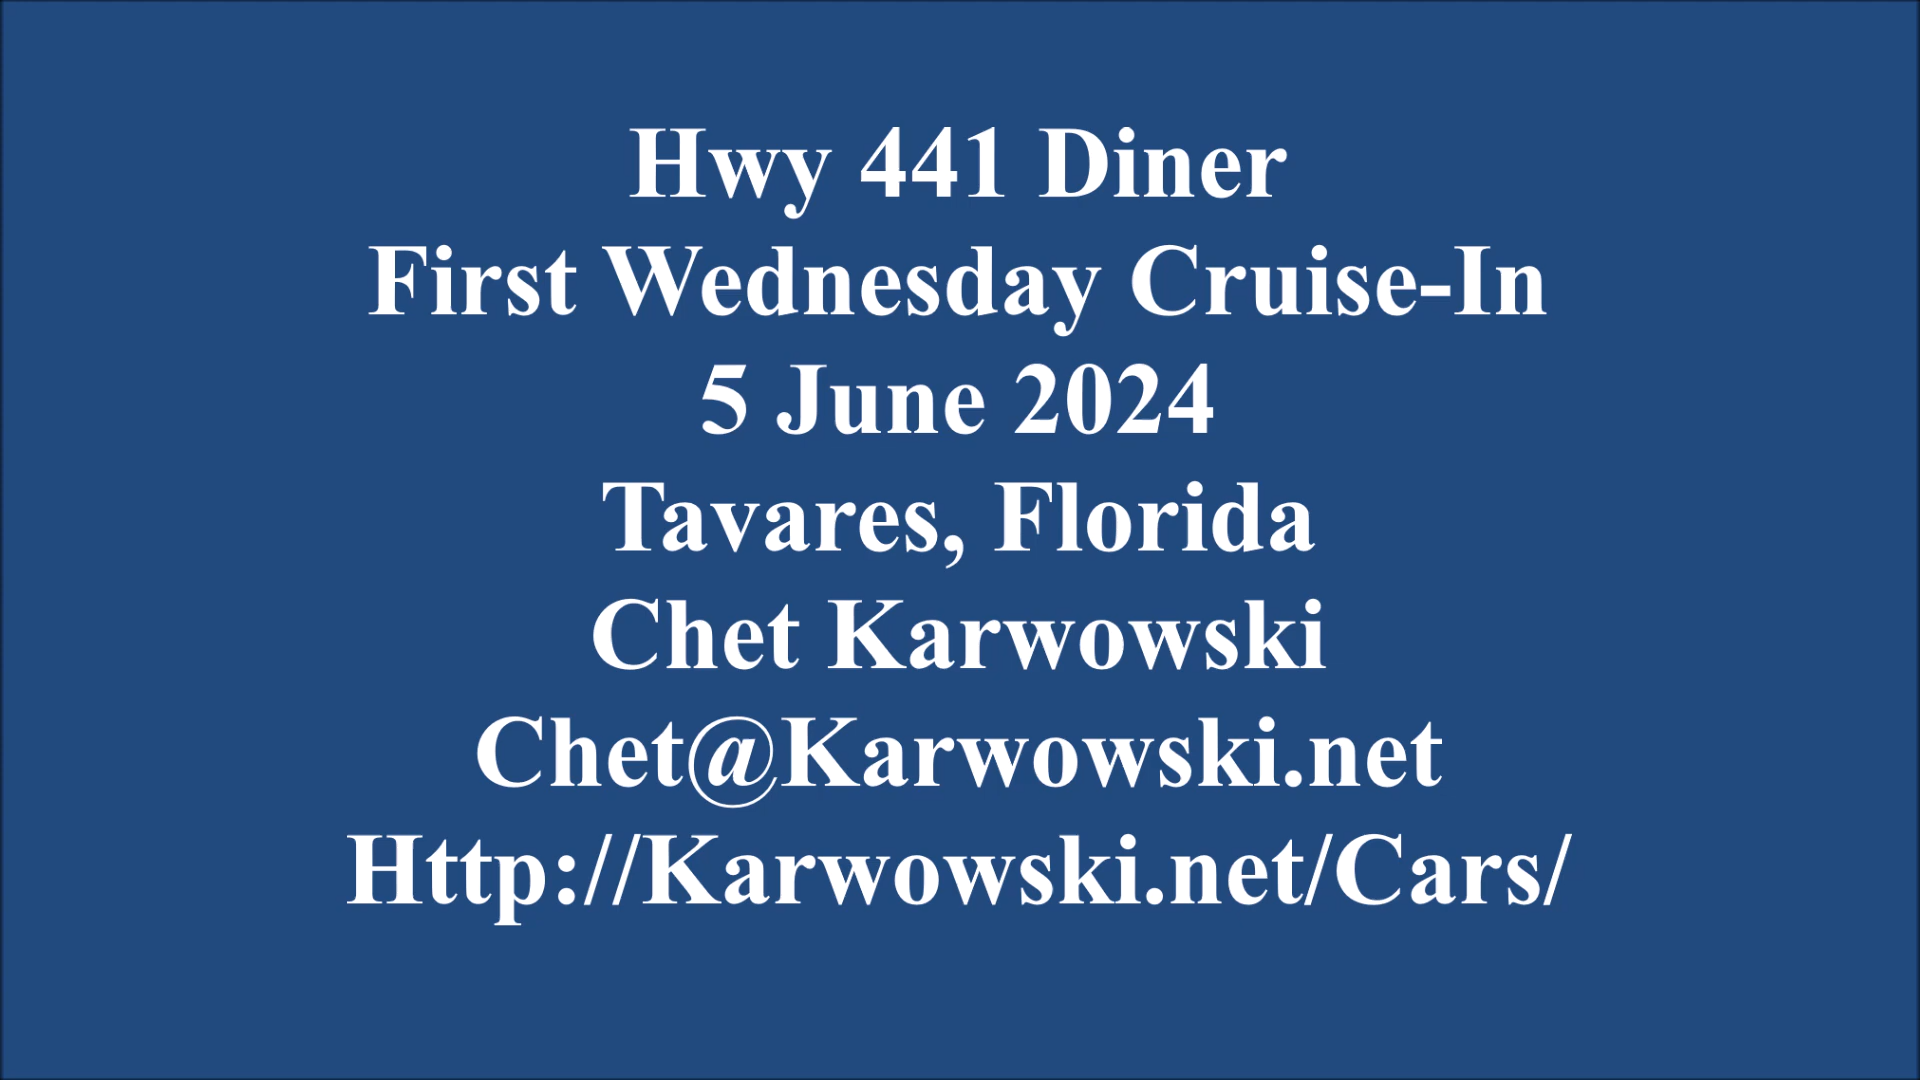 Hwy 441 Diner
First Wednesday Cruise-In
5 June 2024
Tavares, Florida
Chet Karwowski
Chet@Karwowski.net
Http://Karwowski.net/Cars/